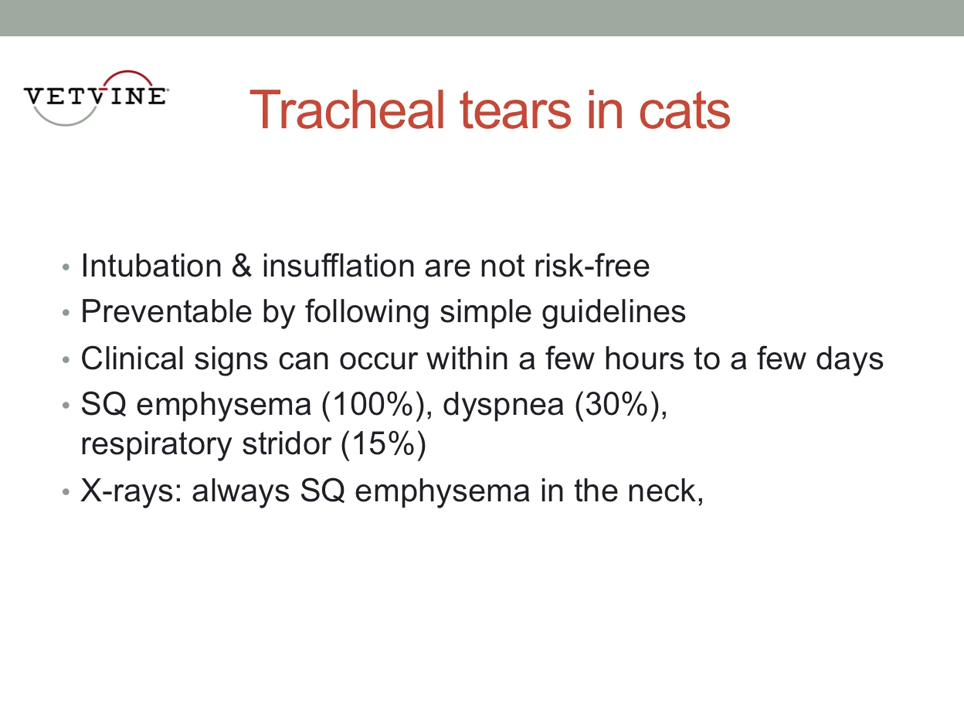 VETVINE
Tracheal tears in cats
• Intubation & insufflation are not risk-free
• Preventable by following simple guidelines
• Clinical signs can occur within a few hours to a few days
• SQ emphysema (100%), dyspnea (30%),
respiratory stridor (15%)
• X-rays: always SQ emphysema in the neck,